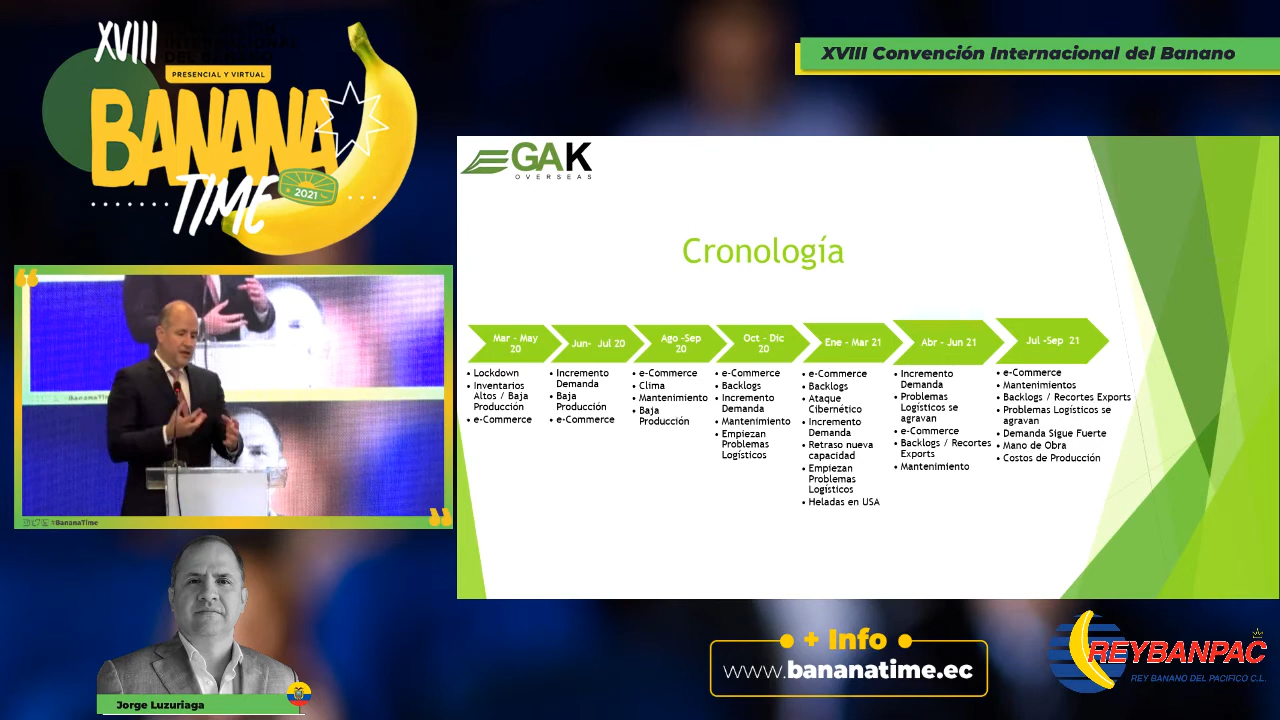 XVIII
PRESENCIAL Y VIRTUAL
BANANA
TIME
2021
XVIII Convención Internacional del Banano
GAK
OVERSEAS
Cronología
Mar - May
20
• Lockdown
• Inventarios
Altos / Baja
Producción
• e-Commerce
Jun- Jul 20
• Incremento
Demanda
• Baja
Producción
• e-Commerce
Ago -Sep
20
• e-Commerce
• Clima
• Mantenimiento
• Baja
Producción
Oct - Dic
20
• e-Commerce
• Backlogs
• Incremento
Demanda
• Mantenimiento
• Empiezan
Problemas
Logísticos
Ene - Mar 21
• e-Commerce
• Backlogs
• Ataque
Cibernético
• Incremento
Demanda
• Retraso nueva
capacidad
• Empiezan
Problemas
Logísticos
• Heladas en USA
Abr - Jun 21
• Incremento
Demanda
• Problemas
Logísticos se
agravan
• e-Commerce
• Backlogs / Recortes
Exports
• Mantenimiento
Jul -Sep 21
• e-Commerce
• Mantenimientos
• Backlogs / Recortes Exports
• Problemas Logísticos se
agravan
• Demanda Sigue Fuerte
• Mano de Obra
• Costos de Producción
#BananaTime
Jorge Luzuriaga
+ Info
www.bananatime.ec
REYBANPAC
REY BANANO DEL PACIFICO C.L.